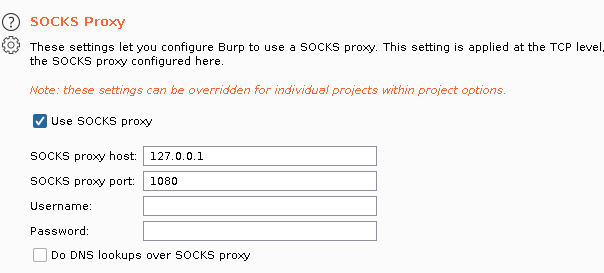 SOCKS Proxy
These settings let you configure Burp to use a SOCKS proxy. This setting is applied at the TCP level,
the SOCKS proxy configured here.
Note: these settings can be overridden for individual projects within project options.
Use SOCKS proxy
SOCKS proxy host: 127.0.0.1
SOCKS proxy port: 1080
Username:
Password:
Do DNS lookups over SOCKS proxy